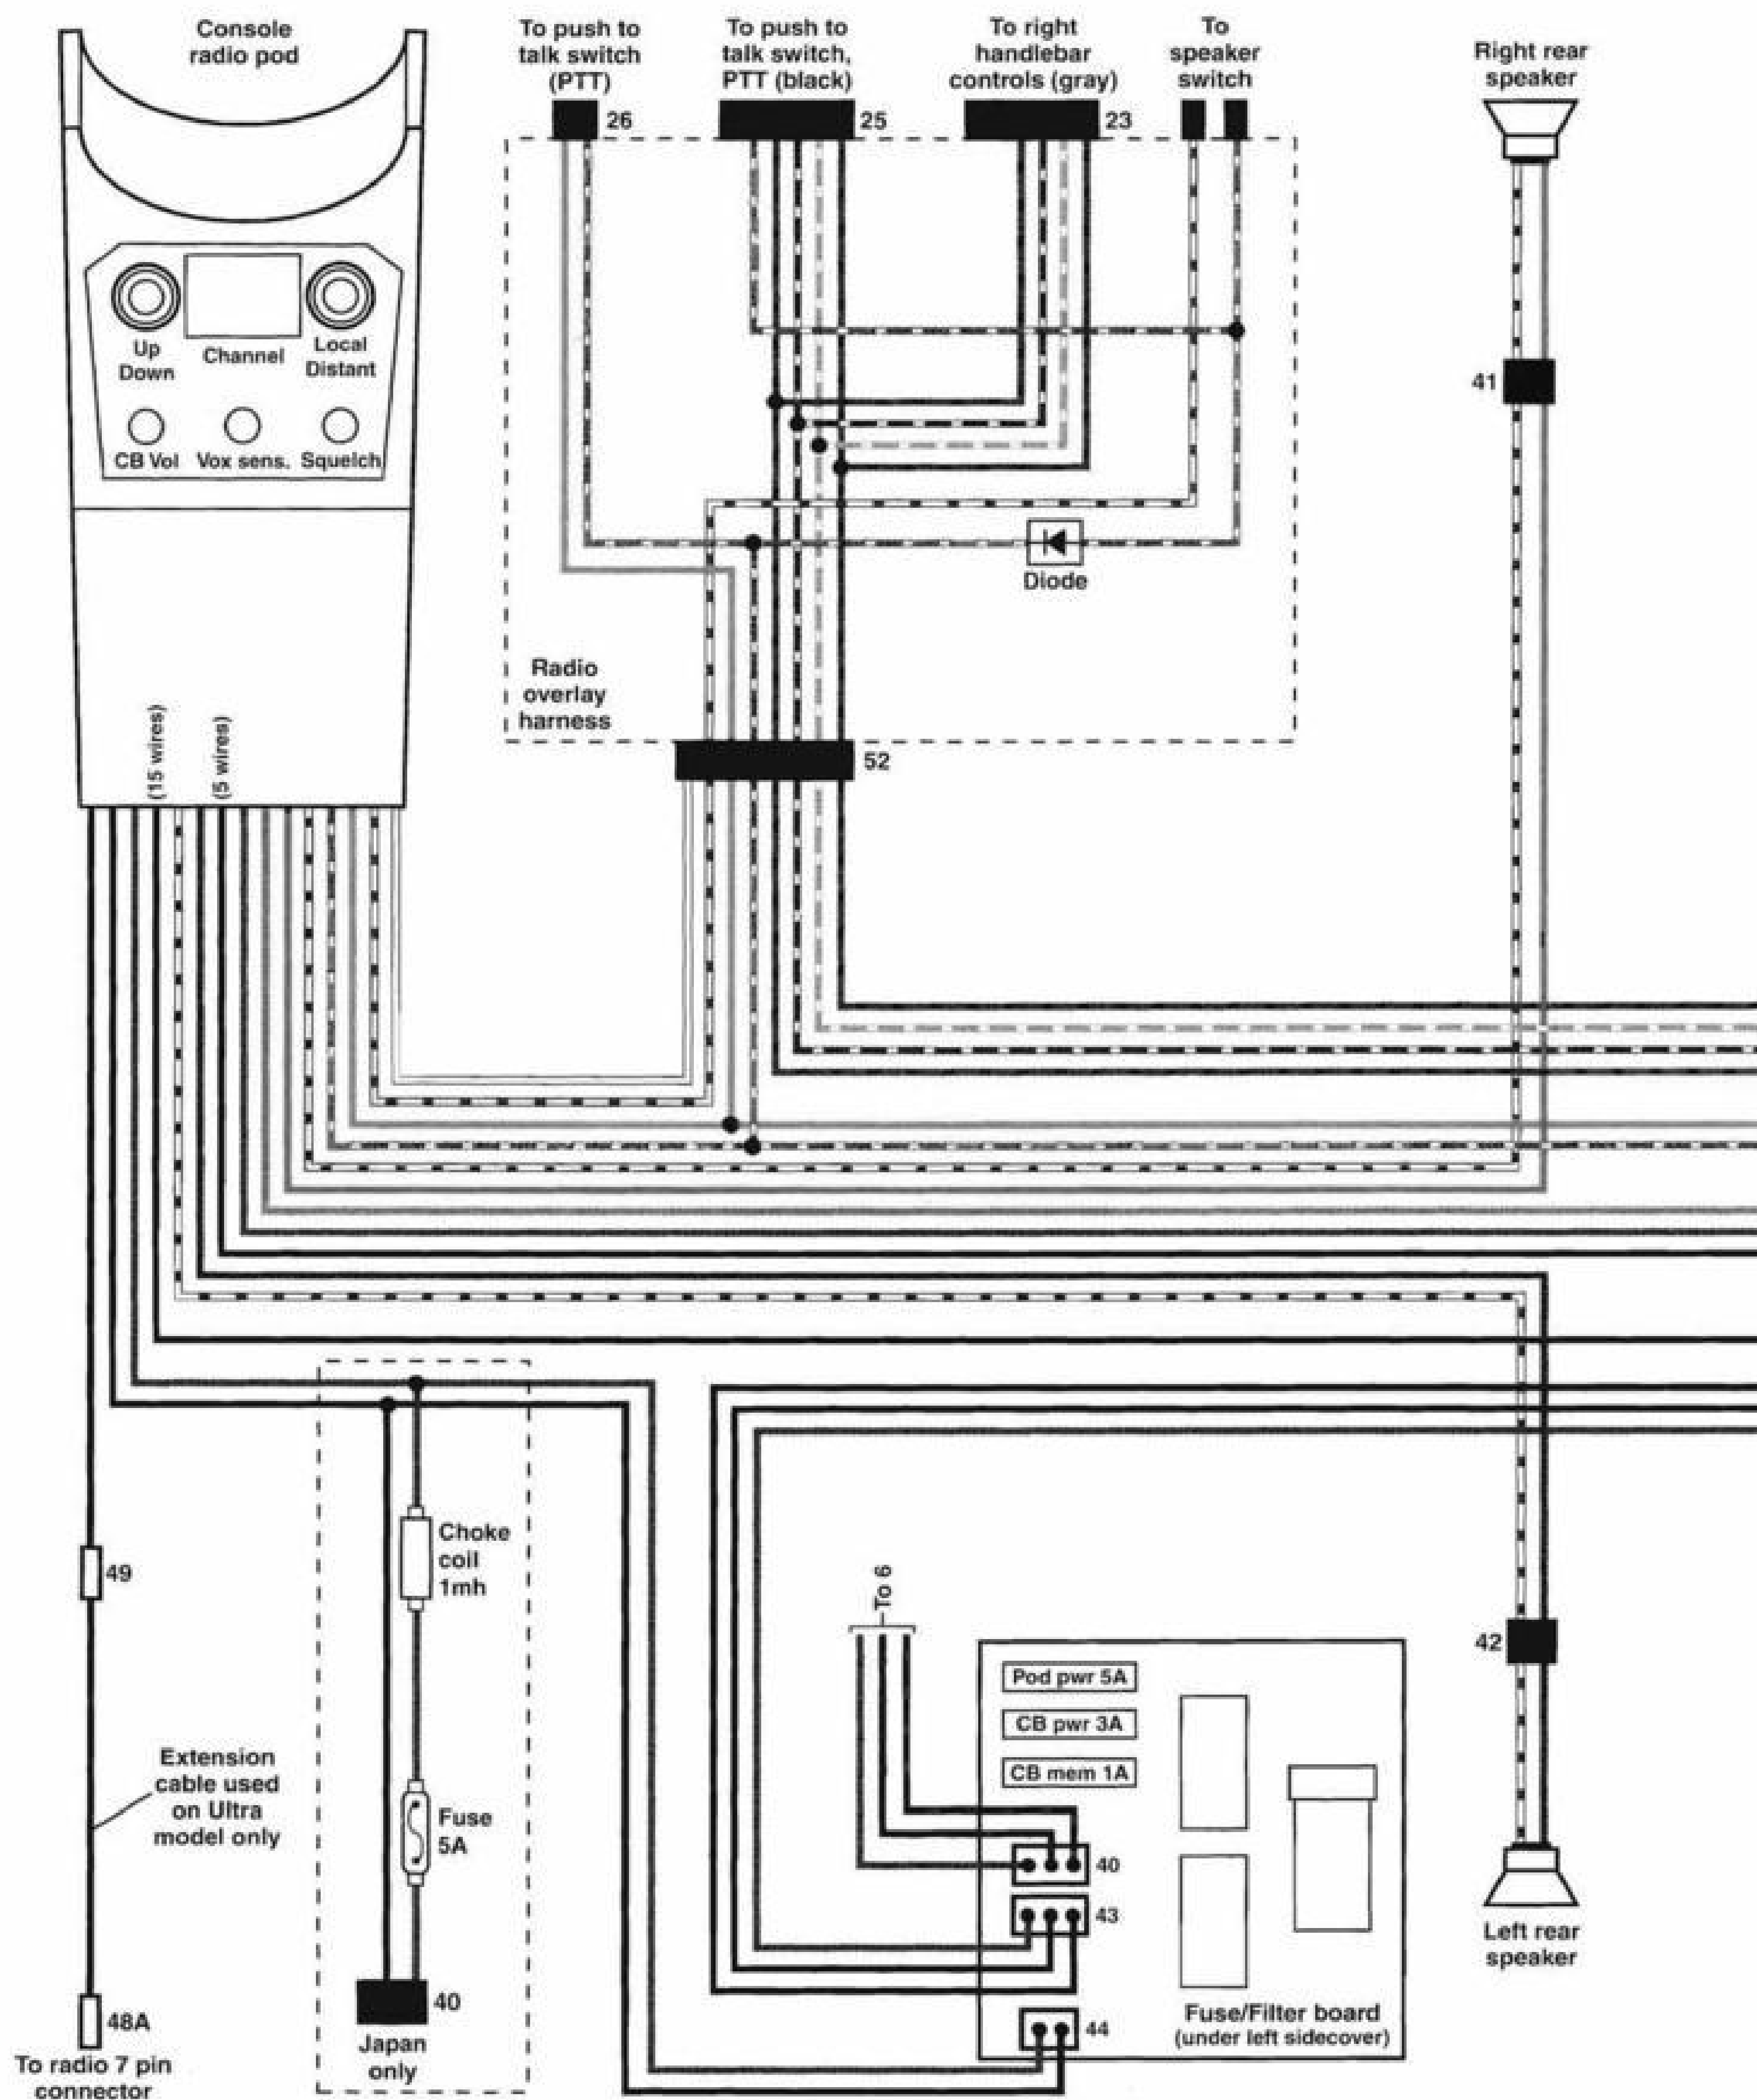 Console
radio pod
To push to
talk switch
(PTT)
26
To push to
talk switch,
PTT (black)
25
To right
handlebar
controls (gray)
23
To
speaker
switch
Right rear
speaker
41
Up
Down
Channel
Local
Distant
CB Vol
Vox sens.
Squelch
(15 wires)
(5 wires)
Diode
Radio
overlay
harness
52
49
Choke
coil
1mh
Extension
cable used
on Ultra
model only
Fuse
5A
40
Japan
only
48A
To radio 7 pin
connector
To 6
Pod pwr 5A
CB pwr 3A
CB mem 1A
40
43
44
Fuse/Filter board
(under left sidecover)
42
Left rear
speaker